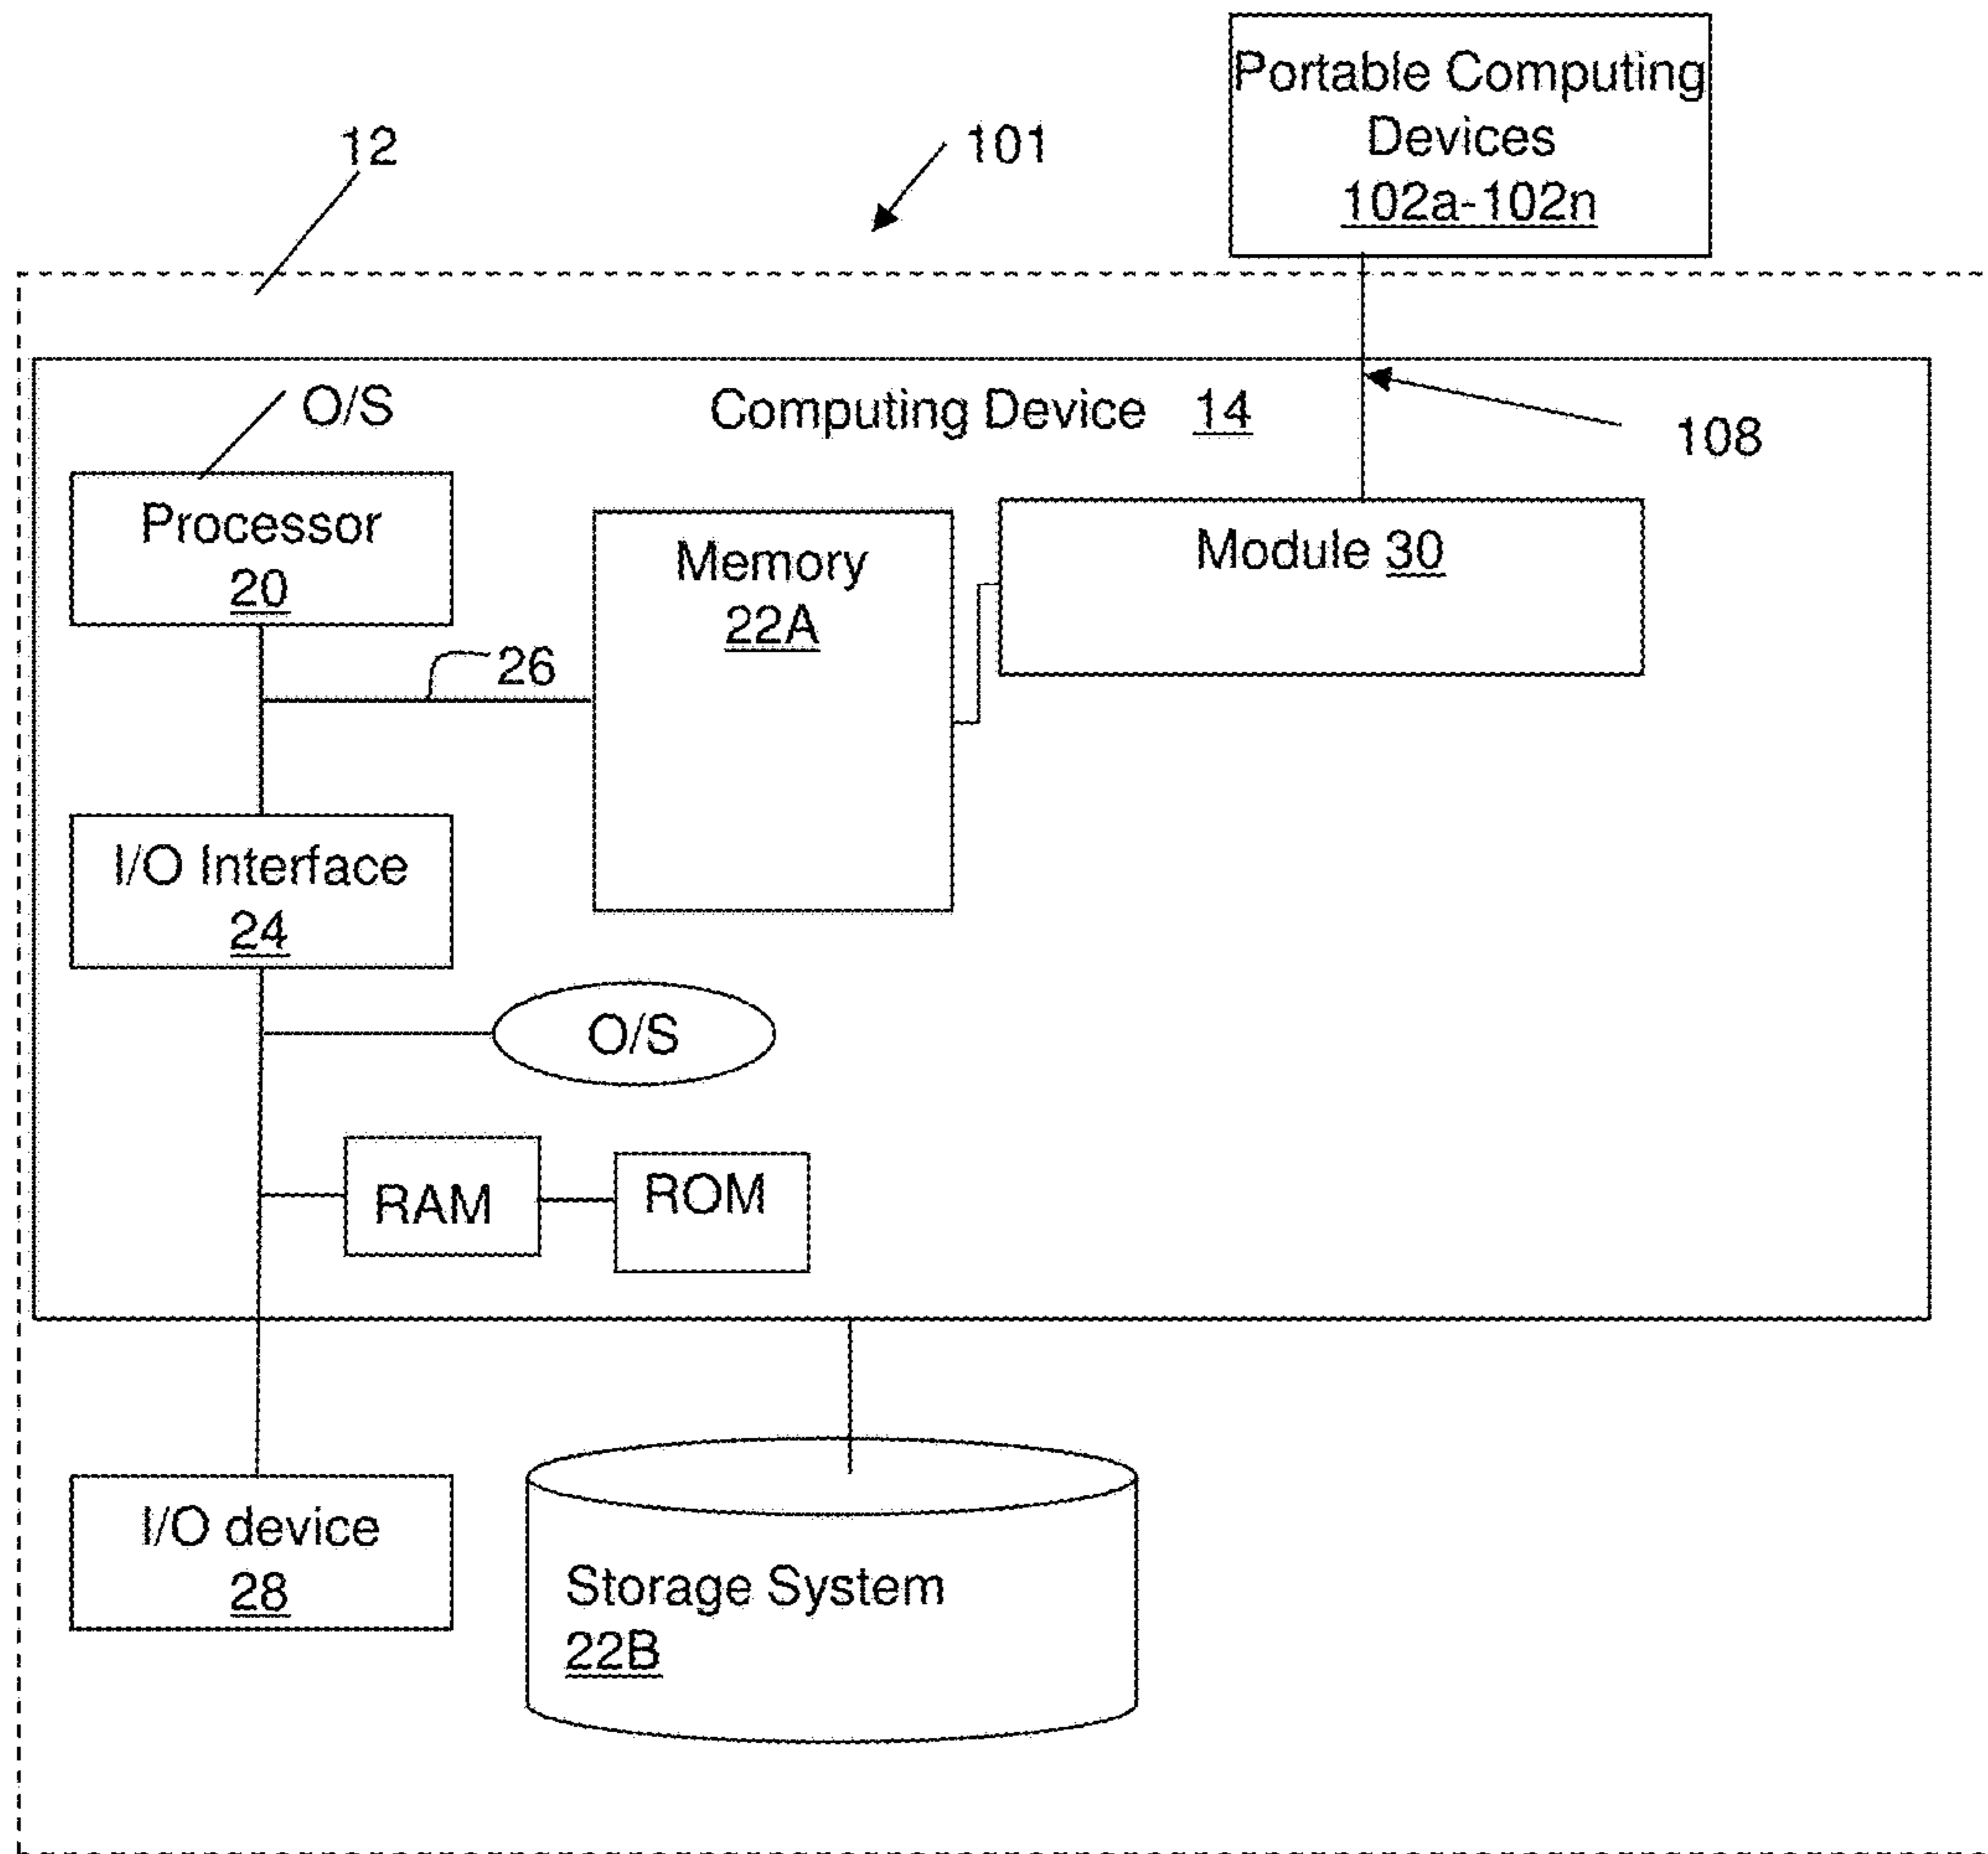 Portable Computing
Devices
102a-102n
12
101
O/S
Computing Device 14
108
Processor
20
Memory
22A
Module 30
26
I/O Interface
24
O/S
RAM
ROM
I/O device
28
Storage System
22B